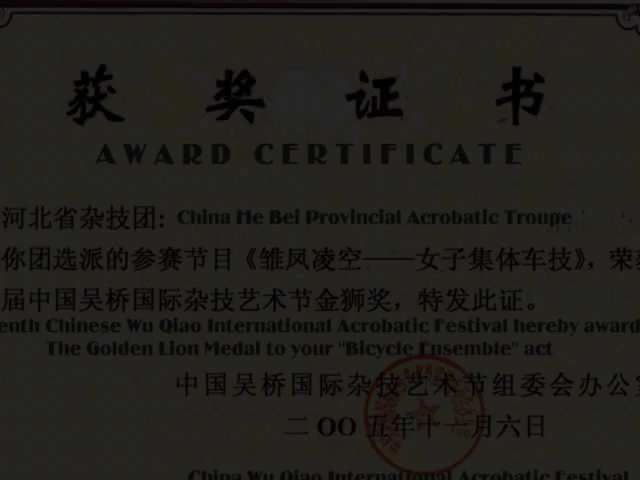 获奖证书
AWARD CERTIFICATE
河北省杂技团: China He Bei Provincial Acrobatic Troupe
你团选派的参赛节目《雏凤凌空——女子集体车技》, 荣获
届中国吴桥国际杂技艺术节金狮奖, 特发此证。
enth Chinese Wu Qiao International Acrobatic Festival hereby award
The Golden Lion Medal to your "Bicycle Ensemble" act
中国吴桥国际杂技艺术节组委会办公室
二OO五年十一月六日
China Wu Qiao International Acrobatic Festival